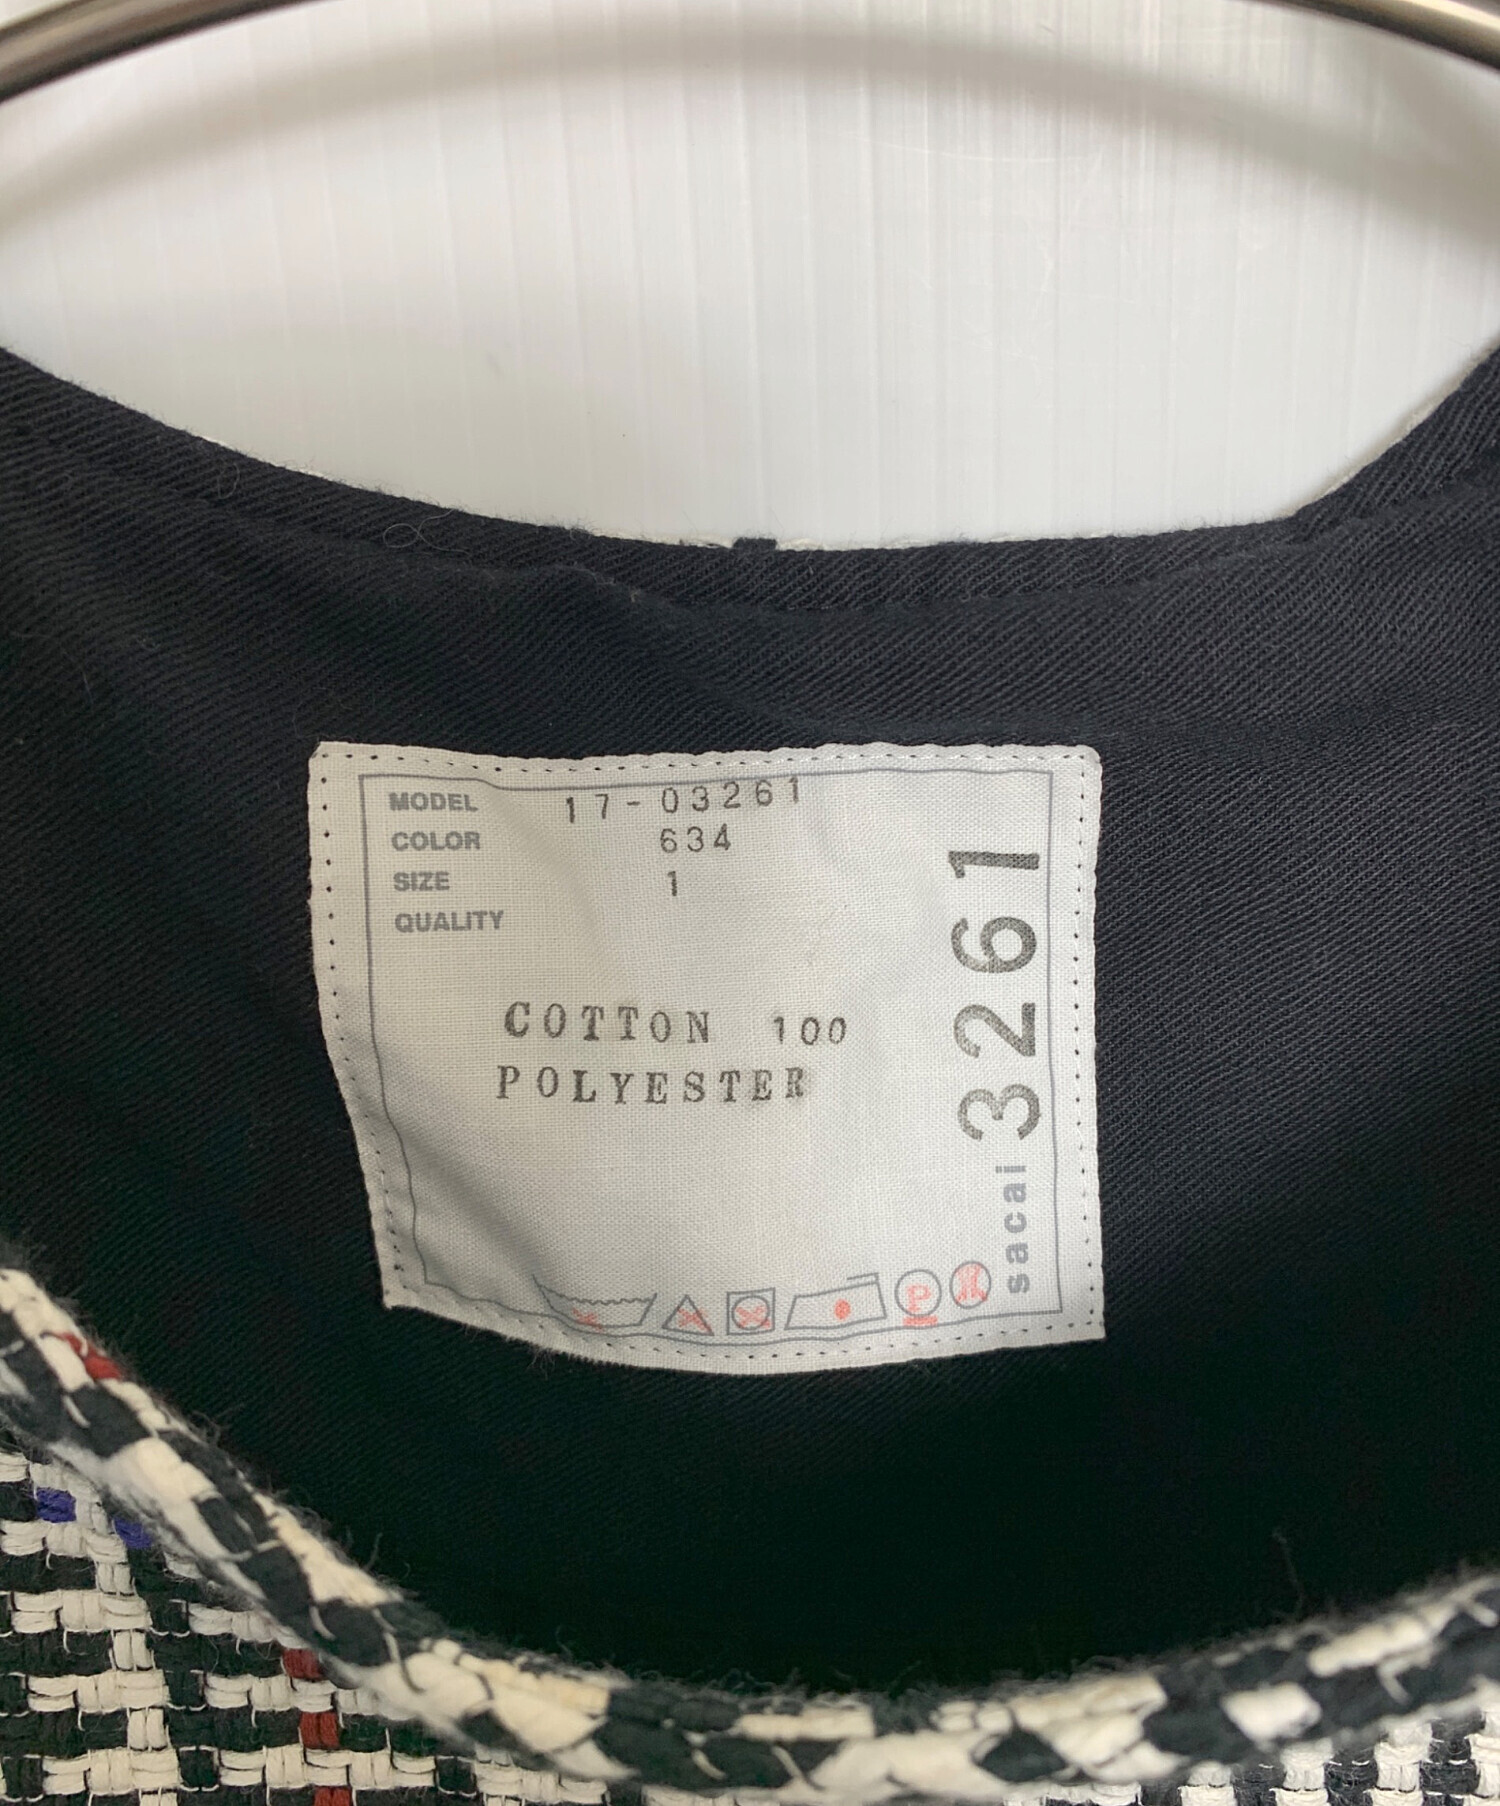 MODEL 17-03261
COLOR 634
SIZE 1
QUALITY
COTTON 100
POLYESTER
sacai 3261
P